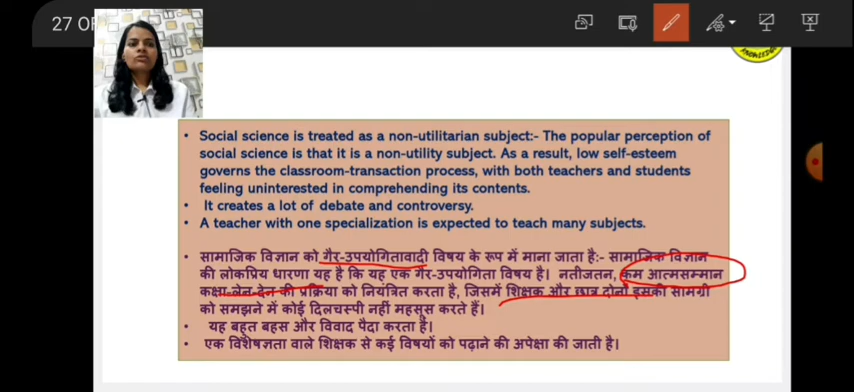 27 OF
Social science is treated as a non-utilitarian subject:- The popular perception of
social science is that it is a non-utility subject. As a result, low self-esteem
governs the classroom-transaction process, with both teachers and students
feeling uninterested in comprehending its contents.
It creates a lot of debate and controversy.
A teacher with one specialization is expected to teach many subjects.
सामाजिक विज्ञान को गैर-उपयोगितावादी विषय के रूप में माना जाता है:- सामाजिक विज्ञान
की लोकप्रिय धारणा यह है कि यह एक गैर-उपयोगिता विषय है। नतीजतन, कम आत्मसम्मान
कक्षा-लेन-देन की प्रक्रिया को नियंत्रित करता है, जिसमें शिक्षक और छात्र दोनों इसकी सामग्री
को समझने में कोई दिलचस्पी नहीं महसूस करते हैं।
यह बहुत बहस और विवाद पैदा करता है।
एक विशेषज्ञता वाले शिक्षक से कई विषयों को पढ़ाने की अपेक्षा की जाती है।